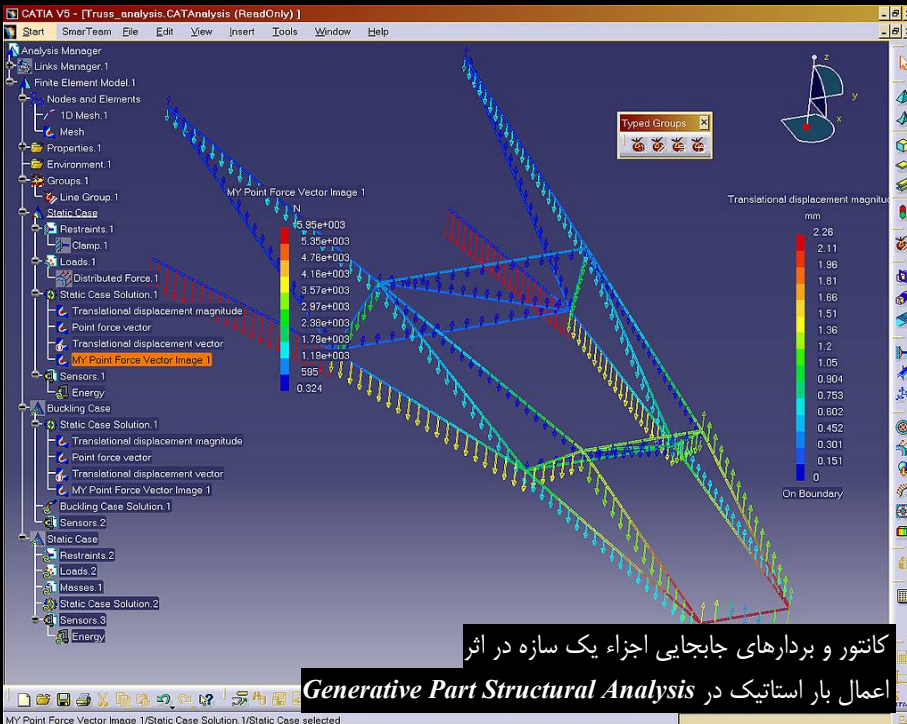 CATIA V5 - [Truss_analysis.CATAnalysis (ReadOnly) ]
Start SmarTeam File Edit View Insert Tools Window Help
Analysis Manager
Links Manager.1
Finite Element Model.1
Nodes and Elements
1D Mesh.1
Mesh
Properties.1
Environment.1
Groups.1
Line Group.1
Static Case
Restraints.1
Clamp.1
Loads.1
Distributed Force.1
Static Case Solution.1
Translational displacement magnitude
Point force vector
Translational displacement vector
MY Point Force Vector Image 1
Sensors.1
Energy
Buckling Case
Static Case Solution.1
Translational displacement magnitude
Point force vector
Translational displacement vector
MY Point Force Vector Image 1
Buckling Case Solution.1
Sensors.2
Static Case
Restraints.2
Loads.2
Masses.1
Static Case Solution.2
Sensors.3
Energy
MY Point Force Vector Image 1
N
5.95e+003
5.35e+003
4.76e+003
4.16e+003
3.57e+003
2.97e+003
2.38e+003
1.79e+003
1.19e+003
595
0.324
Typed Groups
z
y
x
Translational displacement magnitu
mm
2.26
2.11
1.96
1.81
1.66
1.51
1.36
1.2
1.05
0.904
0.753
0.602
0.452
0.301
0.151
0
On Boundary
کانتور و بردارهای جابجایی اجزاء یک سازه در اثر
اعمال بار استاتیک در Generative Part Structural Analysis
MY Point Force Vector Image 1/Static Case Solution.1/Static Case selected